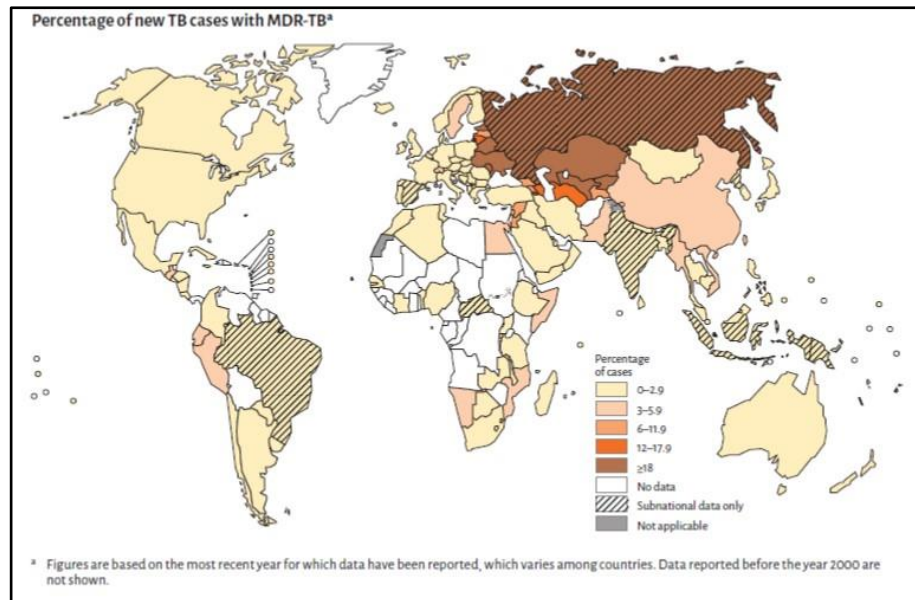 Percentage of new TB cases with MDR-TBᵃ
Percentage
of cases
0–2.9
3–5.9
6–11.9
12–17.9
≥18
No data
Subnational data only
Not applicable
ᵃ Figures are based on the most recent year for which data have been reported, which varies among countries. Data reported before the year 2000 are
not shown.